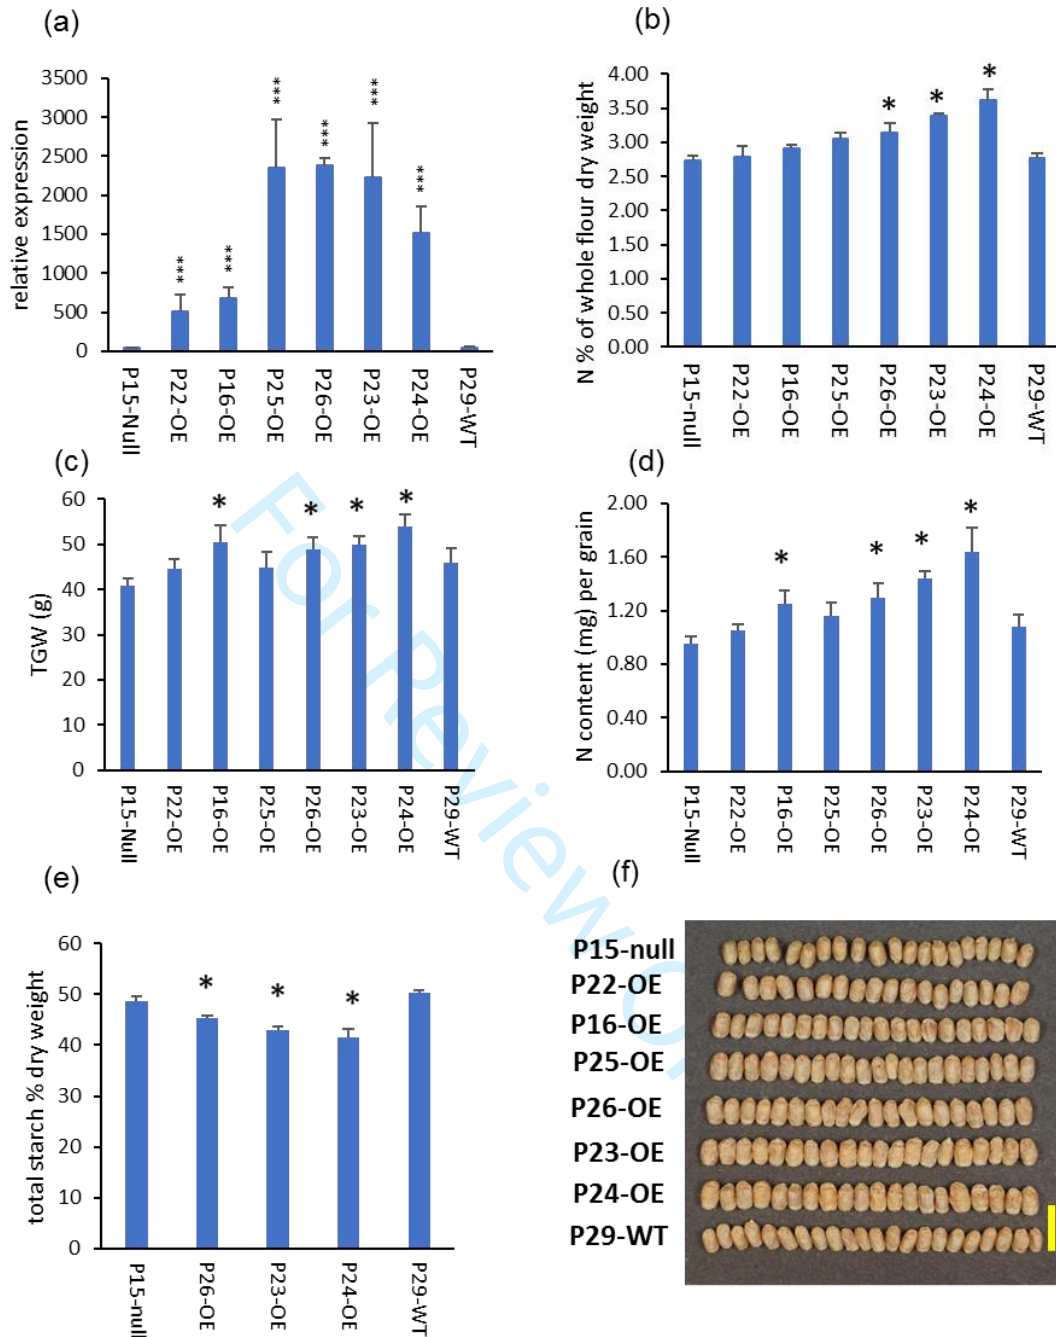 (a)
relative expression
3500
3000
2500
2000
1500
1000
500
0
*** *** *** *** *** ***
P15-Null P22-OE P16-OE P25-OE P26-OE P23-OE P24-OE P29-WT
(b)
N % of whole flour dry weight
4.00
3.50
3.00
2.50
2.00
1.50
1.00
0.50
0.00
* * *
P15-null P22-OE P16-OE P25-OE P26-OE P23-OE P24-OE P29-WT
(c)
TGW (g)
60
50
40
30
20
10
0
* * * *
P15-Null P22-OE P16-OE P25-OE P26-OE P23-OE P24-OE P29-WT
(d)
N content (mg) per grain
2.00
1.60
1.20
0.80
0.40
0.00
* * * *
P15-Null P22-OE P16-OE P25-OE P26-OE P23-OE P24-OE P29-WT
(e)
total starch % dry weight
60
50
40
30
20
10
0
* * *
P15-null P26-OE P23-OE P24-OE P29-WT
(f)
P15-null
P22-OE
P16-OE
P25-OE
P26-OE
P23-OE
P24-OE
P29-WT
For Review